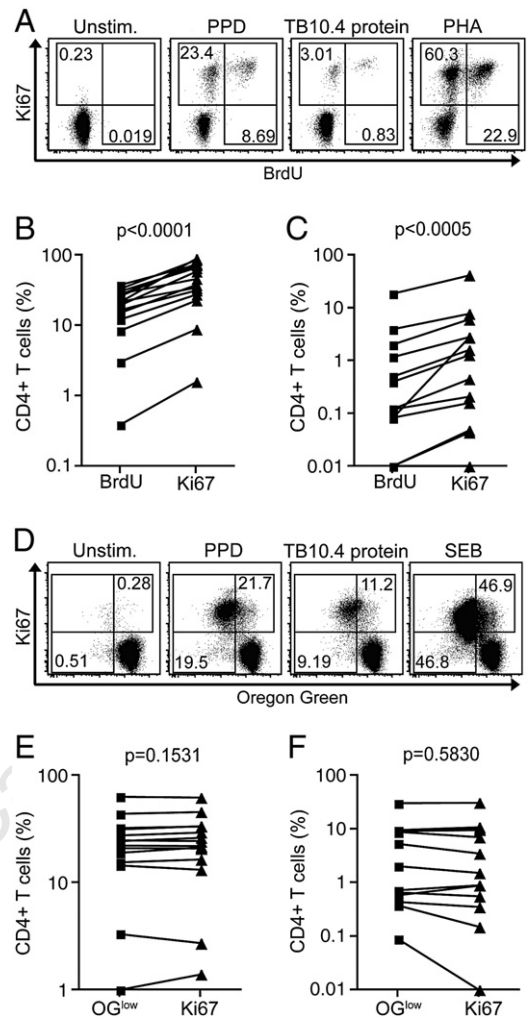 A
Unstim. PPD TB10.4 protein PHA
Ki67
0.23 23.4 3.01 60.3
0.019 8.69 0.83 22.9
BrdU
B
p<0.0001
CD4+ T cells (%)
100
10
1
0.1
BrdU Ki67
C
p<0.0005
CD4+ T cells (%)
100
10
1
0.1
0.01
BrdU Ki67
D
Unstim. PPD TB10.4 protein SEB
Ki67
0.28 21.7 11.2 46.9
0.51 19.5 9.19 46.8
Oregon Green
E
p=0.1531
CD4+ T cells (%)
100
10
1
OGlow Ki67
F
p=0.5830
CD4+ T cells (%)
100
10
1
0.1
0.01
OGlow Ki67